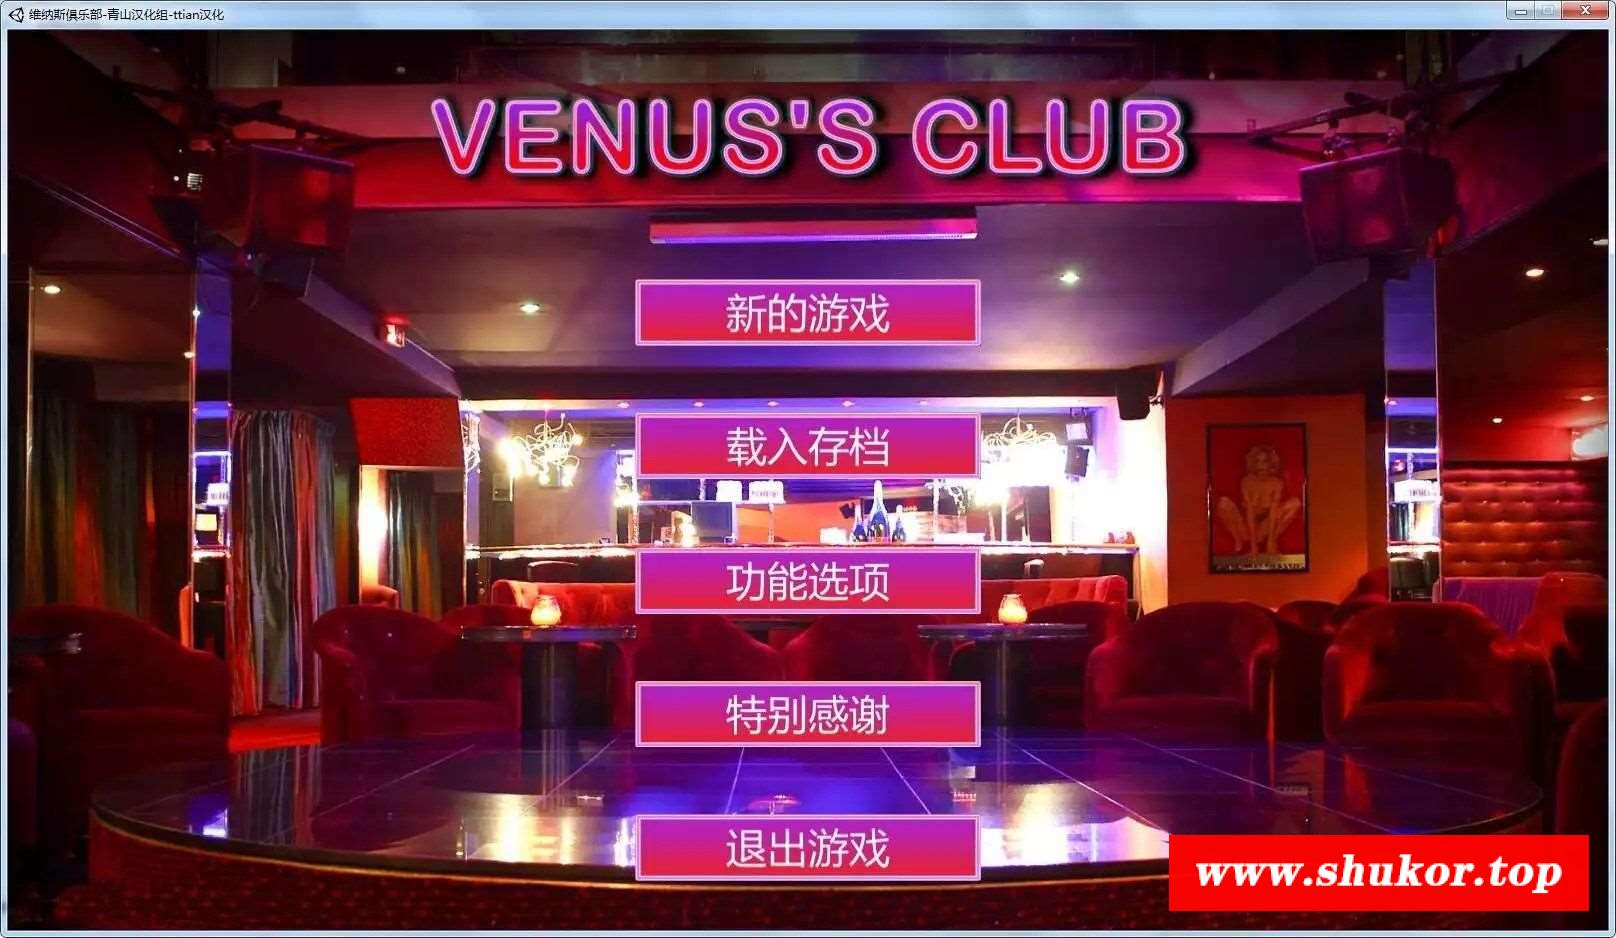 维纳斯俱乐部-青山汉化组-ttian汉化
VENUS'S CLUB
新的游戏
载入存档
功能选项
特别感谢
退出游戏
www.shukor.top